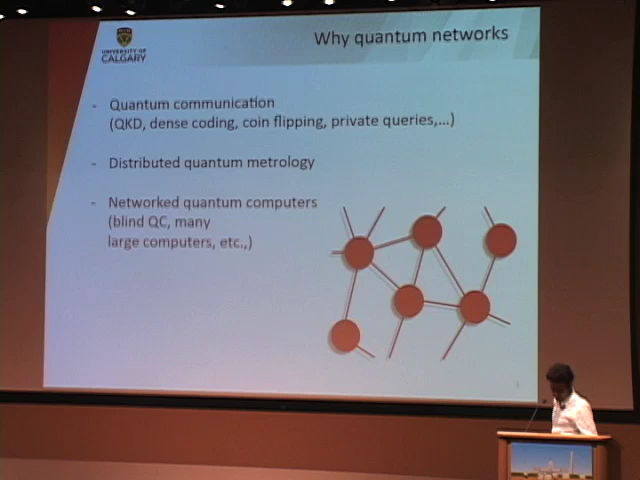 UNIVERSITY OF
CALGARY
Why quantum networks
- Quantum communication
(QKD, dense coding, coin flipping, private queries,...)
- Distributed quantum metrology
- Networked quantum computers
(blind QC, many
large computers, etc.,)
1